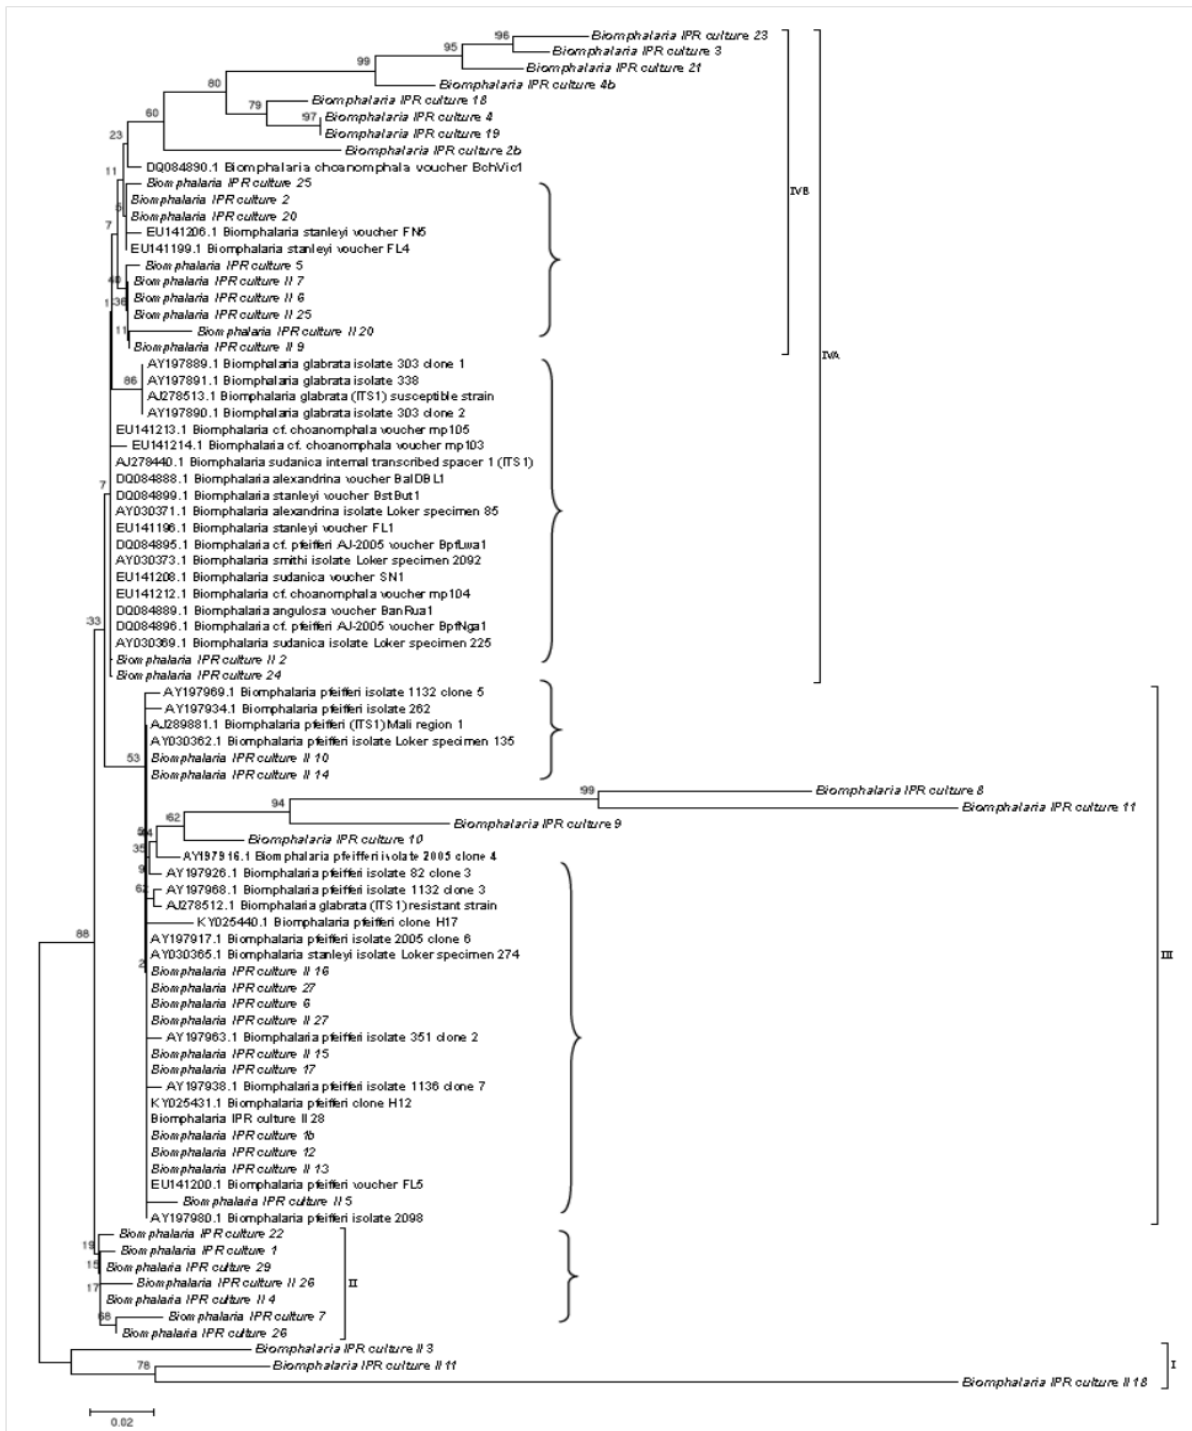 96
Biomphalaria IPR culture 23
95
Biomphalaria IPR culture 3
99
Biomphalaria IPR culture 21
80
Biomphalaria IPR culture 4b
79
Biomphalaria IPR culture 18
97
Biomphalaria IPR culture 4
60
Biomphalaria IPR culture 19
23
Biomphalaria IPR culture 2b
11
DQ084890.1 Biomphalaria choanomphala voucher BchVic1
Biomphalaria IPR culture 25
IVB
Biomphalaria IPR culture 2
Biomphalaria IPR culture 20
7
EU141206.1 Biomphalaria stanleyi voucher FN5
EU141199.1 Biomphalaria stanleyi voucher FL4
Biomphalaria IPR culture 5
Biomphalaria IPR culture II 7
Biomphalaria IPR culture II 6
Biomphalaria IPR culture II 25
11
Biomphalaria IPR culture II 20
Biomphalaria IPR culture II 9
IVA
AY197889.1 Biomphalaria glabrata isolate 303 clone 1
86
AY197891.1 Biomphalaria glabrata isolate 338
AJ278513.1 Biomphalaria glabrata (ITS1) susceptible strain
AY197890.1 Biomphalaria glabrata isolate 303 clone 2
EU141213.1 Biomphalaria cf. choanomphala voucher mp105
EU141214.1 Biomphalaria cf. choanomphala voucher mp103
AJ278440.1 Biomphalaria sudanica internal transcribed spacer 1 (ITS1)
DQ084888.1 Biomphalaria alexandrina voucher BalDBL1
7
DQ084899.1 Biomphalaria stanleyi voucher BstBut1
AY030371.1 Biomphalaria alexandrina isolate Loker specimen 85
EU141196.1 Biomphalaria stanleyi voucher FL1
DQ084895.1 Biomphalaria cf. pfeifferi AJ-2005 voucher BpfLwa1
AY030373.1 Biomphalaria smithi isolate Loker specimen 2092
EU141208.1 Biomphalaria sudanica voucher SN1
EU141212.1 Biomphalaria cf. choanomphala voucher mp104
DQ084889.1 Biomphalaria angulosa voucher BanRua1
33
DQ084896.1 Biomphalaria cf. pfeifferi AJ-2005 voucher BpfNga1
AY030369.1 Biomphalaria sudanica isolate Loker specimen 225
Biomphalaria IPR culture II 2
Biomphalaria IPR culture 24
AY197969.1 Biomphalaria pfeifferi isolate 1132 clone 5
AY197934.1 Biomphalaria pfeifferi isolate 262
AJ289881.1 Biomphalaria pfeifferi (ITS1) Mali region 1
AY030362.1 Biomphalaria pfeifferi isolate Loker specimen 135
53
Biomphalaria IPR culture II 10
Biomphalaria IPR culture II 14
99
Biomphalaria IPR culture 8
94
Biomphalaria IPR culture 11
62
Biomphalaria IPR culture 9
Biomphalaria IPR culture 10
35
AY197916.1 Biomphalaria pfeifferi isolate 2005 clone 4
9
AY197926.1 Biomphalaria pfeifferi isolate 82 clone 3
AY197968.1 Biomphalaria pfeifferi isolate 1132 clone 3
AJ278512.1 Biomphalaria glabrata (ITS1) resistant strain
KY025440.1 Biomphalaria pfeifferi clone H17
88
AY197917.1 Biomphalaria pfeifferi isolate 2005 clone 6
AY030365.1 Biomphalaria stanleyi isolate Loker specimen 274
III
2
Biomphalaria IPR culture II 16
Biomphalaria IPR culture 27
Biomphalaria IPR culture 6
Biomphalaria IPR culture II 27
AY197963.1 Biomphalaria pfeifferi isolate 351 clone 2
Biomphalaria IPR culture II 15
Biomphalaria IPR culture 17
AY197938.1 Biomphalaria pfeifferi isolate 1136 clone 7
KY025431.1 Biomphalaria pfeifferi clone H12
Biomphalaria IPR culture II 28
Biomphalaria IPR culture 1b
Biomphalaria IPR culture 12
Biomphalaria IPR culture II 13
EU141200.1 Biomphalaria pfeifferi voucher FL5
Biomphalaria IPR culture II 5
AY197980.1 Biomphalaria pfeifferi isolate 2098
Biomphalaria IPR culture 22
19
Biomphalaria IPR culture 1
15
Biomphalaria IPR culture 29
17
Biomphalaria IPR culture II 26
II
Biomphalaria IPR culture II 4
68
Biomphalaria IPR culture 7
Biomphalaria IPR culture 26
Biomphalaria IPR culture II 3
78
Biomphalaria IPR culture II 11
I
Biomphalaria IPR culture II 18
0.02